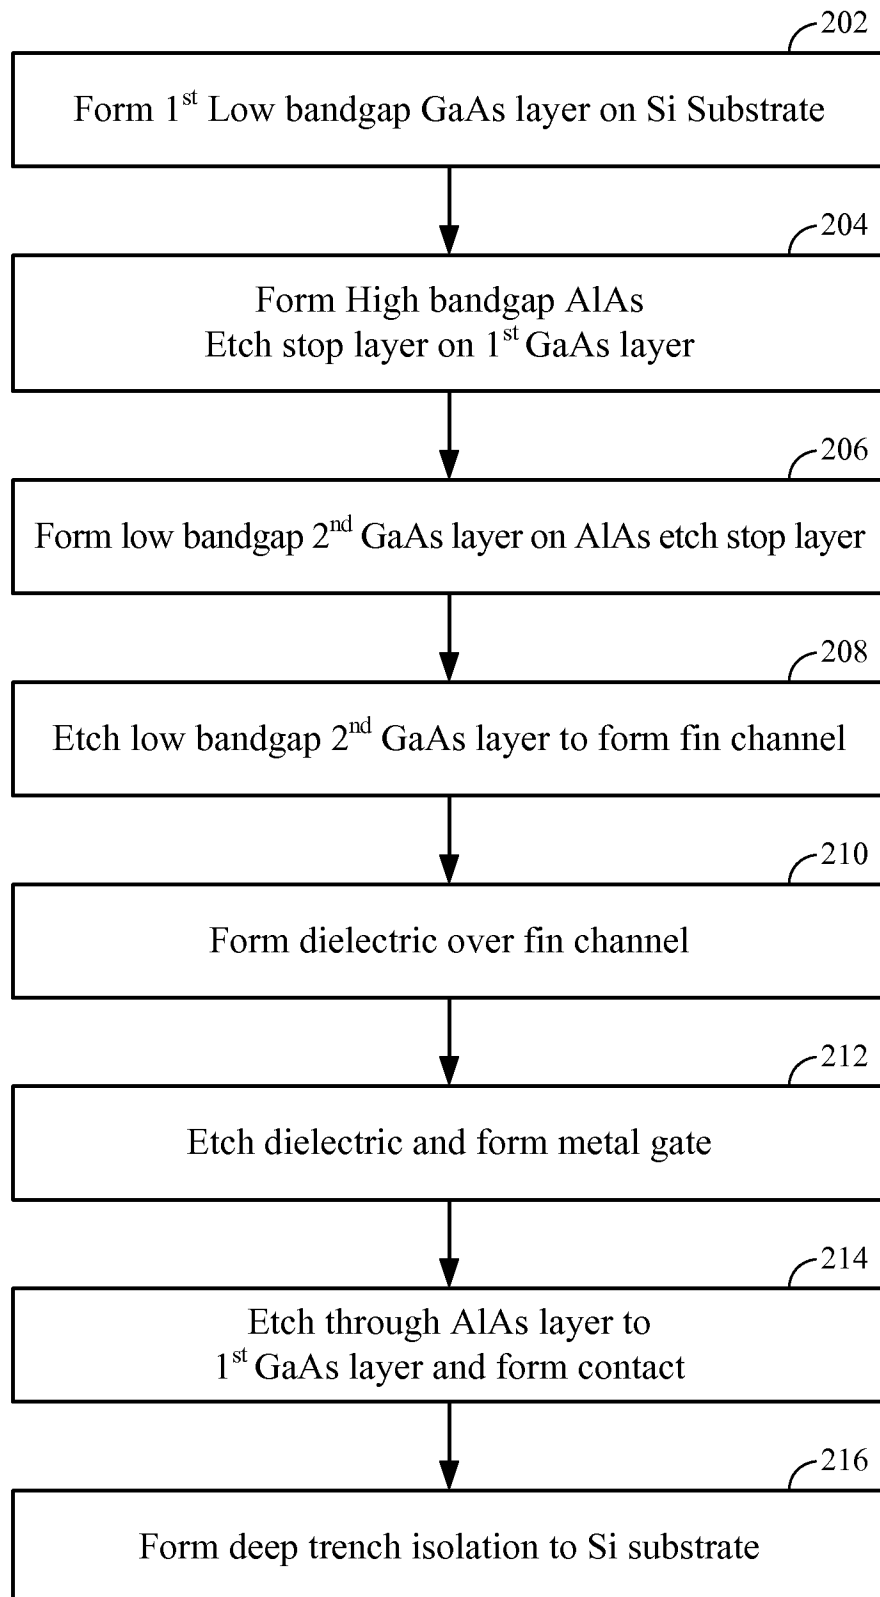 202
Form 1st Low bandgap GaAs layer on Si Substrate
204
Form High bandgap AlAs
Etch stop layer on 1st GaAs layer
206
Form low bandgap 2nd GaAs layer on AlAs etch stop layer
208
Etch low bandgap 2nd GaAs layer to form fin channel
210
Form dielectric over fin channel
212
Etch dielectric and form metal gate
214
Etch through AlAs layer to
1st GaAs layer and form contact
216
Form deep trench isolation to Si substrate